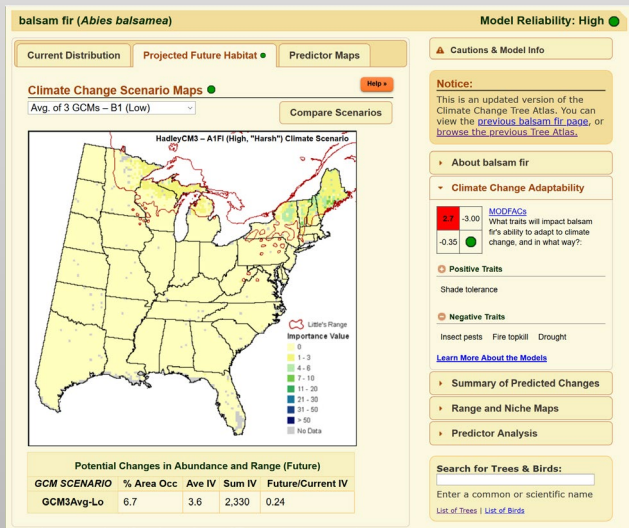 balsam fir (Abies balsamea)
Model Reliability: High
Current Distribution
Projected Future Habitat
Predictor Maps
Climate Change Scenario Maps
Help »
Avg. of 3 GCMs – B1 (Low)
Compare Scenarios
HadleyCM3 – A1FI (High, "Harsh") Climate Scenario
Little's Range
Importance Value
0
1 - 3
4 - 6
7 - 10
11 - 20
21 - 30
31 - 50
> 50
No Data
Potential Changes in Abundance and Range (Future)
GCM SCENARIO % Area Occ Ave IV Sum IV Future/Current IV
GCM3Avg-Lo 6.7 3.6 2,330 0.24
Cautions & Model Info
Notice:
This is an updated version of the
Climate Change Tree Atlas. You can
view the previous balsam fir page, or
browse the previous Tree Atlas.
About balsam fir
Climate Change Adaptability
2.7 -3.00
-0.35
MODFACs
What traits will impact balsam
fir's ability to adapt to climate
change, and in what way?:
Positive Traits
Shade tolerance
Negative Traits
Insect pests Fire topkill Drought
Learn More About the Models
Summary of Predicted Changes
Range and Niche Maps
Predictor Analysis
Search for Trees & Birds:
Enter a common or scientific name
List of Trees | List of Birds